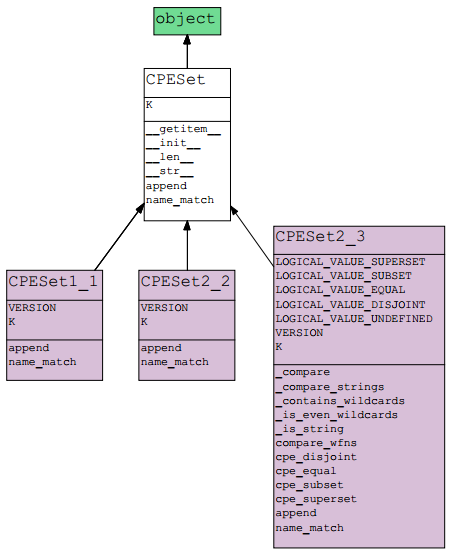 object
CPESet
K
__getitem__
__init__
__len__
__str__
append
name_match
CPESet1_1
VERSION
K
append
name_match
CPESet2_2
VERSION
K
append
name_match
CPESet2_3
LOGICAL_VALUE_SUPERSET
LOGICAL_VALUE_SUBSET
LOGICAL_VALUE_EQUAL
LOGICAL_VALUE_DISJOINT
LOGICAL_VALUE_UNDEFINED
VERSION
K
_compare
_compare_strings
_contains_wildcards
_is_even_wildcards
_is_string
compare_wfns
cpe_disjoint
cpe_equal
cpe_subset
cpe_superset
append
name_match